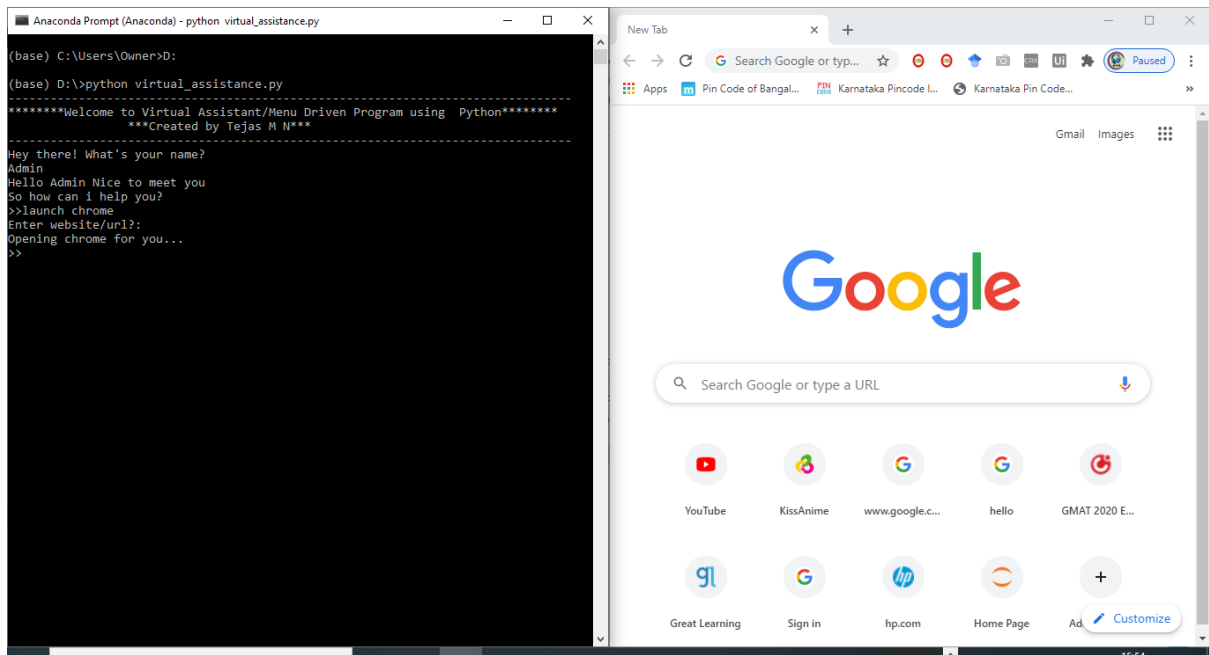 Anaconda Prompt (Anaconda) - python  virtual_assistance.py
(base) C:\Users\Owner>D:
(base) D:\>python virtual_assistance.py
--------------------------------------------------------------------------------
********Welcome to Virtual Assistant/Menu Driven Program using  Python********
***Created by Tejas M N***
--------------------------------------------------------------------------------
Hey there! What's your name?
Admin
Hello Admin Nice to meet you
So how can i help you?
>>launch chrome
Enter website/url?:
Opening chrome for you...
>>
New Tab
Search Google or typ...
Paused
Apps
Pin Code of Bangal...
Karnataka Pincode I...
Karnataka Pin Code...
»
Gmail Images
Google
Search Google or type a URL
YouTube KissAnime www.google.c... hello GMAT 2020 E...
Great Learning Sign in hp.com Home Page
Customize